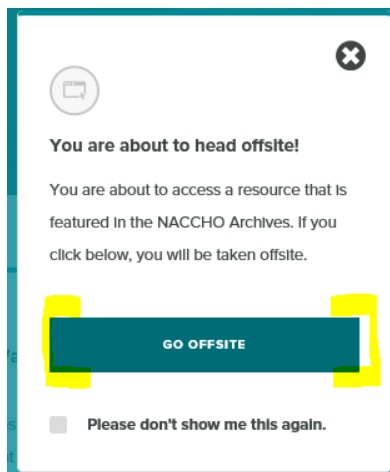 You are about to head offsite!
You are about to access a resource that is
featured in the NACCHO Archives. If you
click below, you will be taken offsite.
GO OFFSITE
Please don't show me this again.